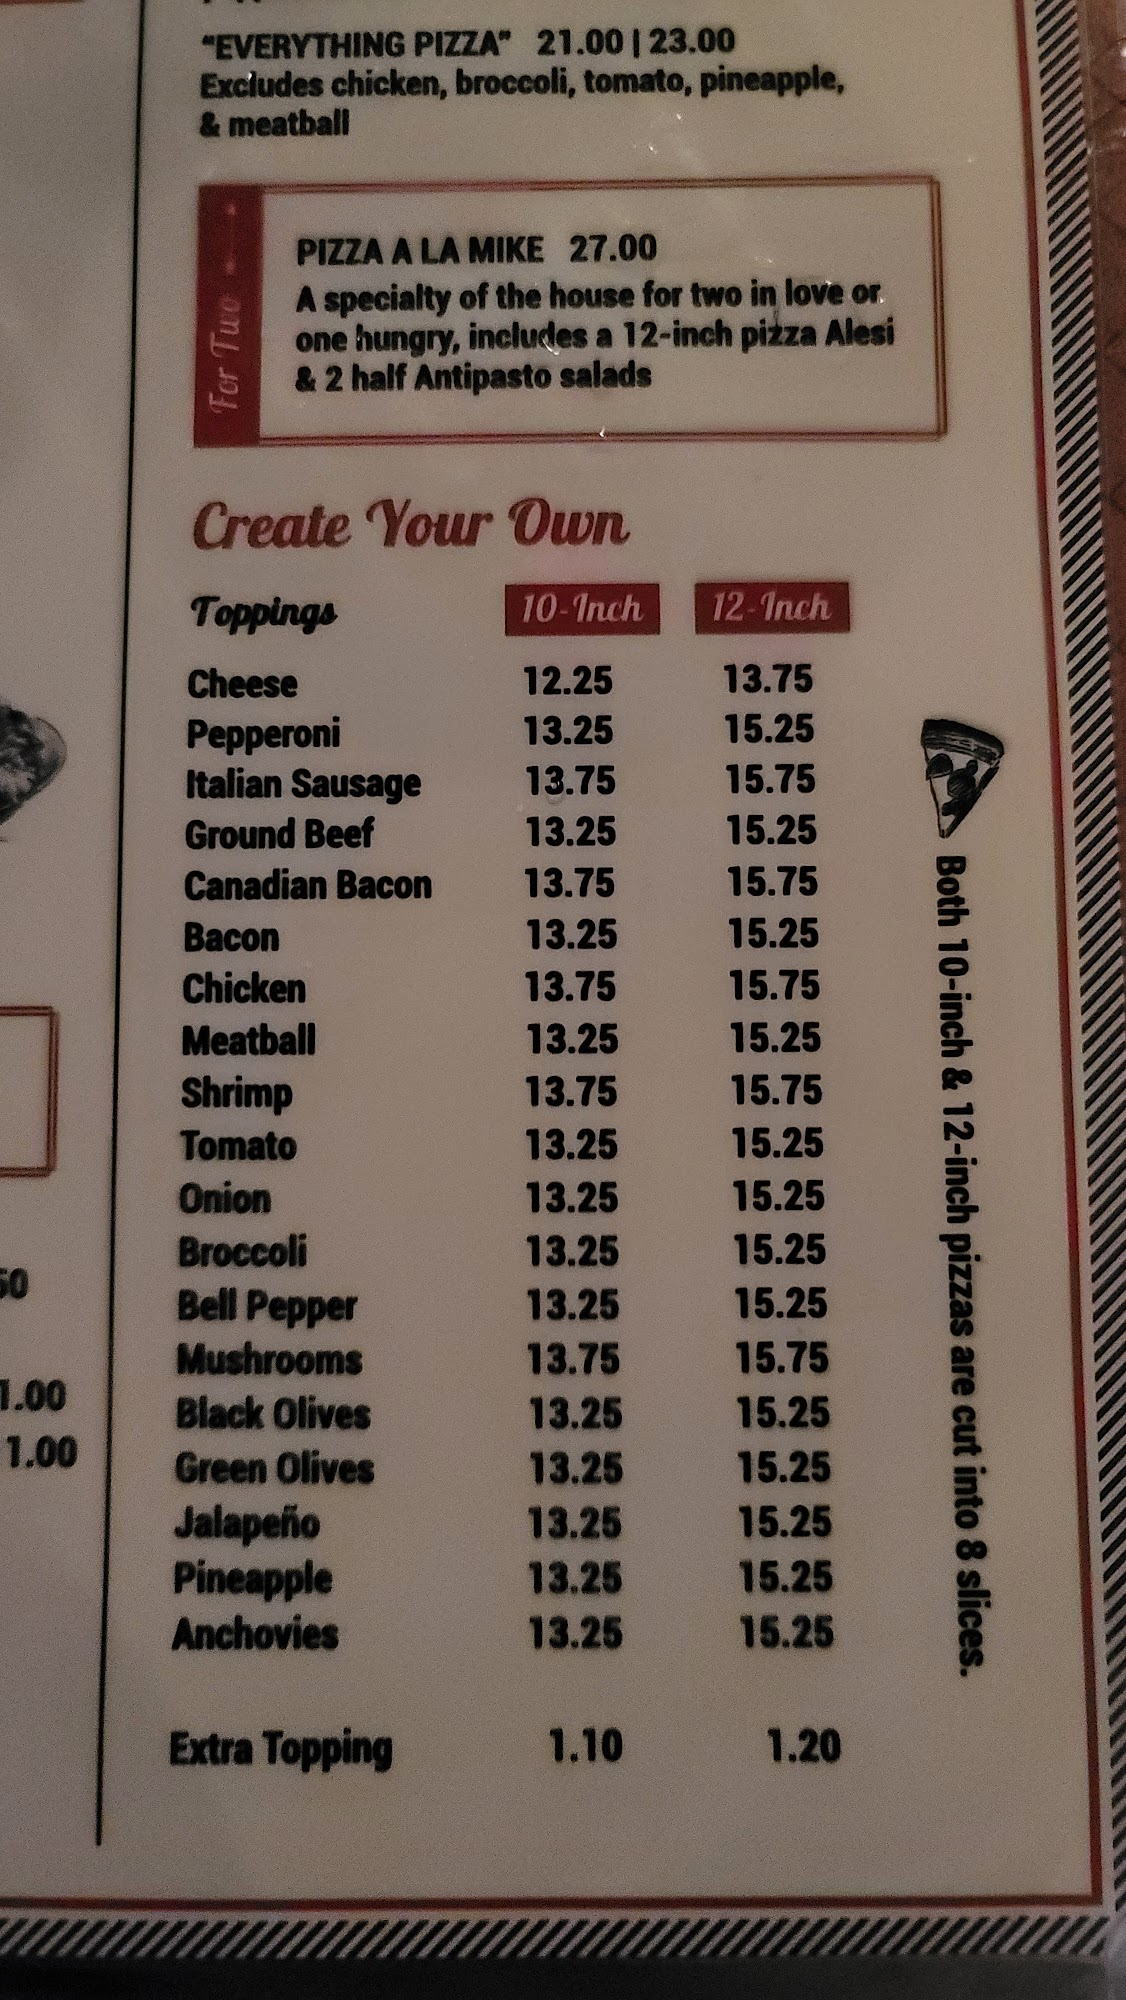 "EVERYTHING PIZZA" 21.00 | 23.00
Excludes chicken, broccoli, tomato, pineapple,
& meatball
For Two
PIZZA A LA MIKE 27.00
A specialty of the house for two in love or
one hungry, includes a 12-inch pizza Alesi
& 2 half Antipasto salads
Create Your Own
Toppings 10-Inch 12-Inch
Cheese 12.25 13.75
Pepperoni 13.25 15.25
Italian Sausage 13.75 15.75
Ground Beef 13.25 15.25
Canadian Bacon 13.75 15.75
Bacon 13.25 15.25
Chicken 13.75 15.75
Meatball 13.25 15.25
Shrimp 13.75 15.75
Tomato 13.25 15.25
Onion 13.25 15.25
Broccoli 13.25 15.25
Bell Pepper 13.25 15.25
Mushrooms 13.75 15.75
Black Olives 13.25 15.25
Green Olives 13.25 15.25
Jalapeño 13.25 15.25
Pineapple 13.25 15.25
Anchovies 13.25 15.25
Extra Topping 1.10 1.20
Both 10-inch & 12-inch pizzas are cut into 8 slices.
1.00
1.00